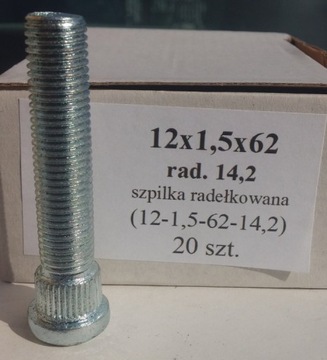 12x1,5x62
rad. 14,2
szpilka radełkowana
(12-1,5-62-14,2)
20 szt.